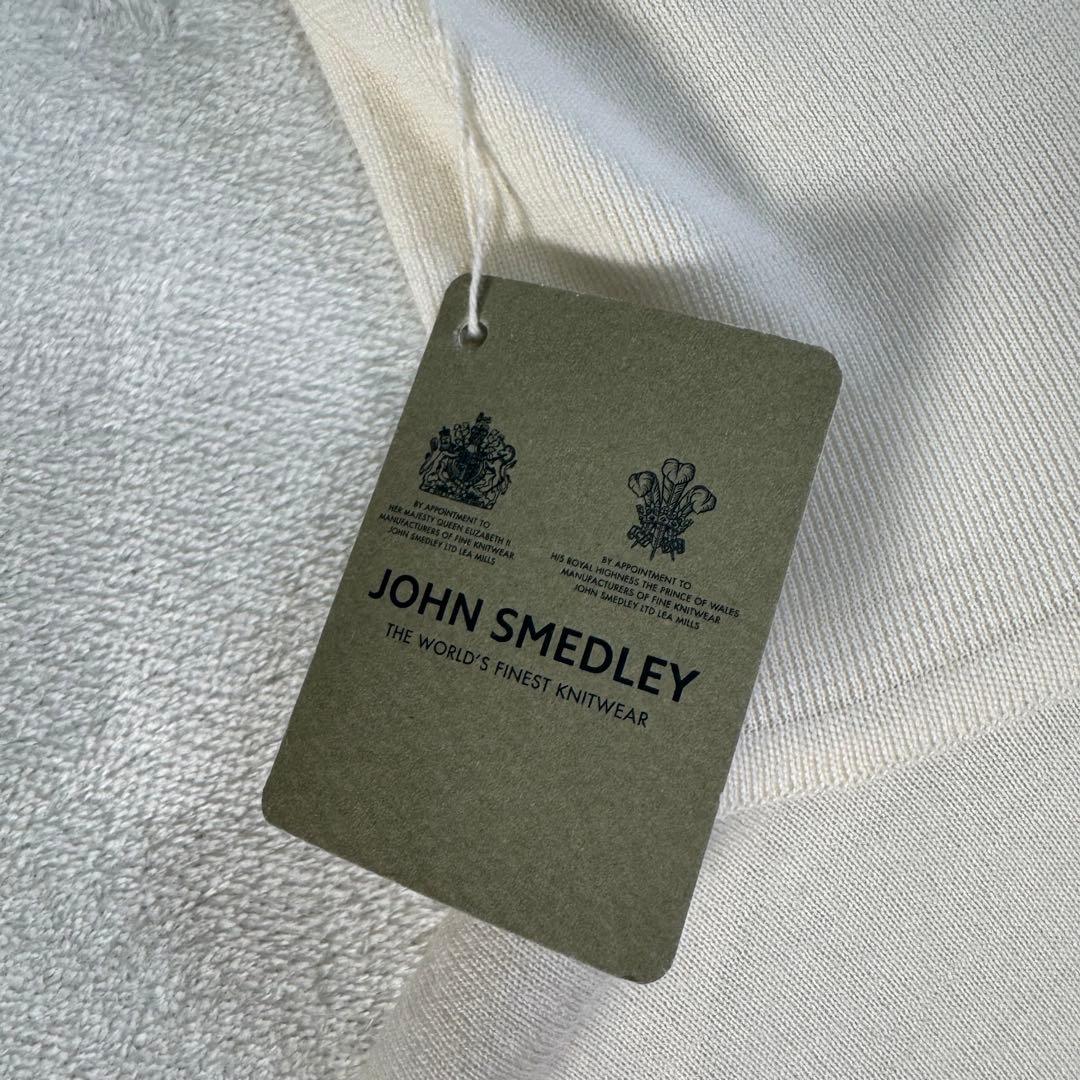 BY APPOINTMENT TO
HER MAJESTY QUEEN ELIZABETH II
MANUFACTURERS OF FINE KNITWEAR
JOHN SMEDLEY LTD LEA MILLS
BY APPOINTMENT TO
HIS ROYAL HIGHNESS THE PRINCE OF WALES
MANUFACTURERS OF FINE KNITWEAR
JOHN SMEDLEY LTD LEA MILLS
JOHN SMEDLEY
THE WORLD'S FINEST KNITWEAR